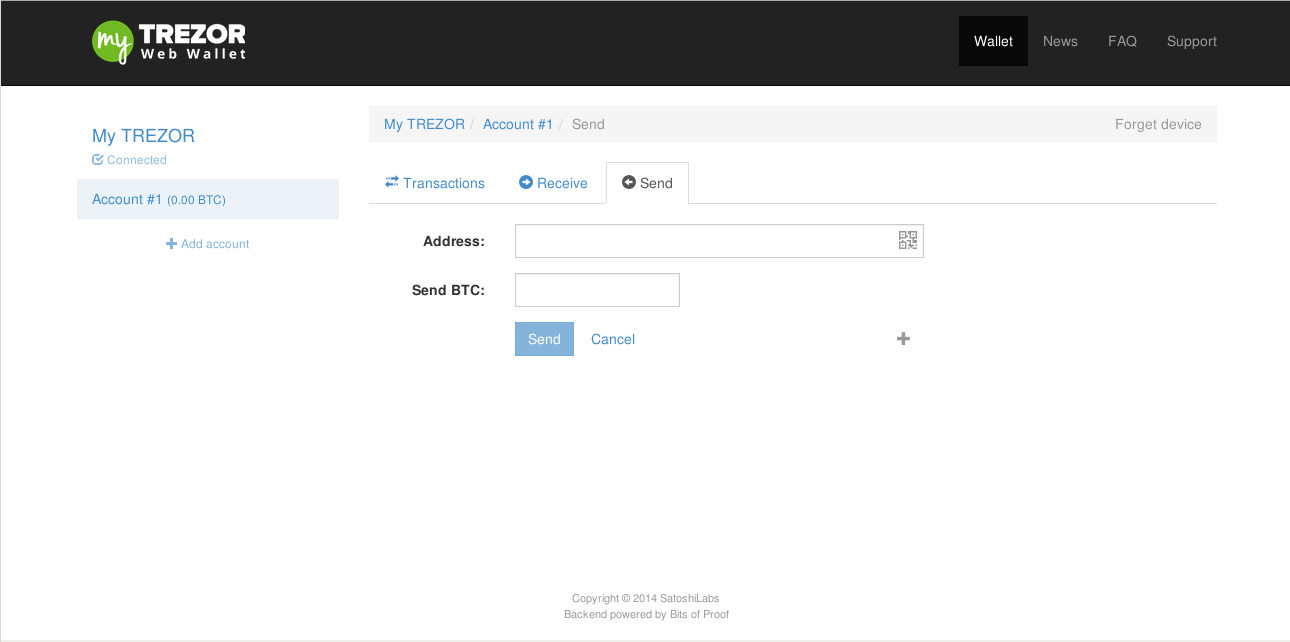 my TREZOR
Web Wallet
Wallet News FAQ Support
My TREZOR
Connected
Account #1 (0.00 BTC)
Add account
My TREZOR / Account #1 / Send
Forget device
Transactions Receive Send
Address:
Send BTC:
Send Cancel
Copyright © 2014 SatoshiLabs
Backend powered by Bits of Proof